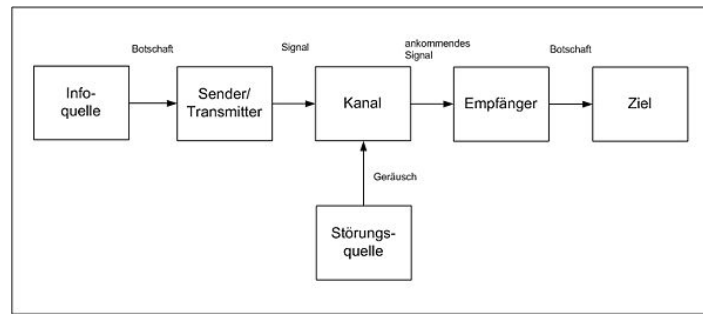 Botschaft
Signal
ankommendes
Signal
Botschaft
Info-
quelle
Sender/
Transmitter
Kanal
Empfänger
Ziel
Geräusch
Störungs-
quelle